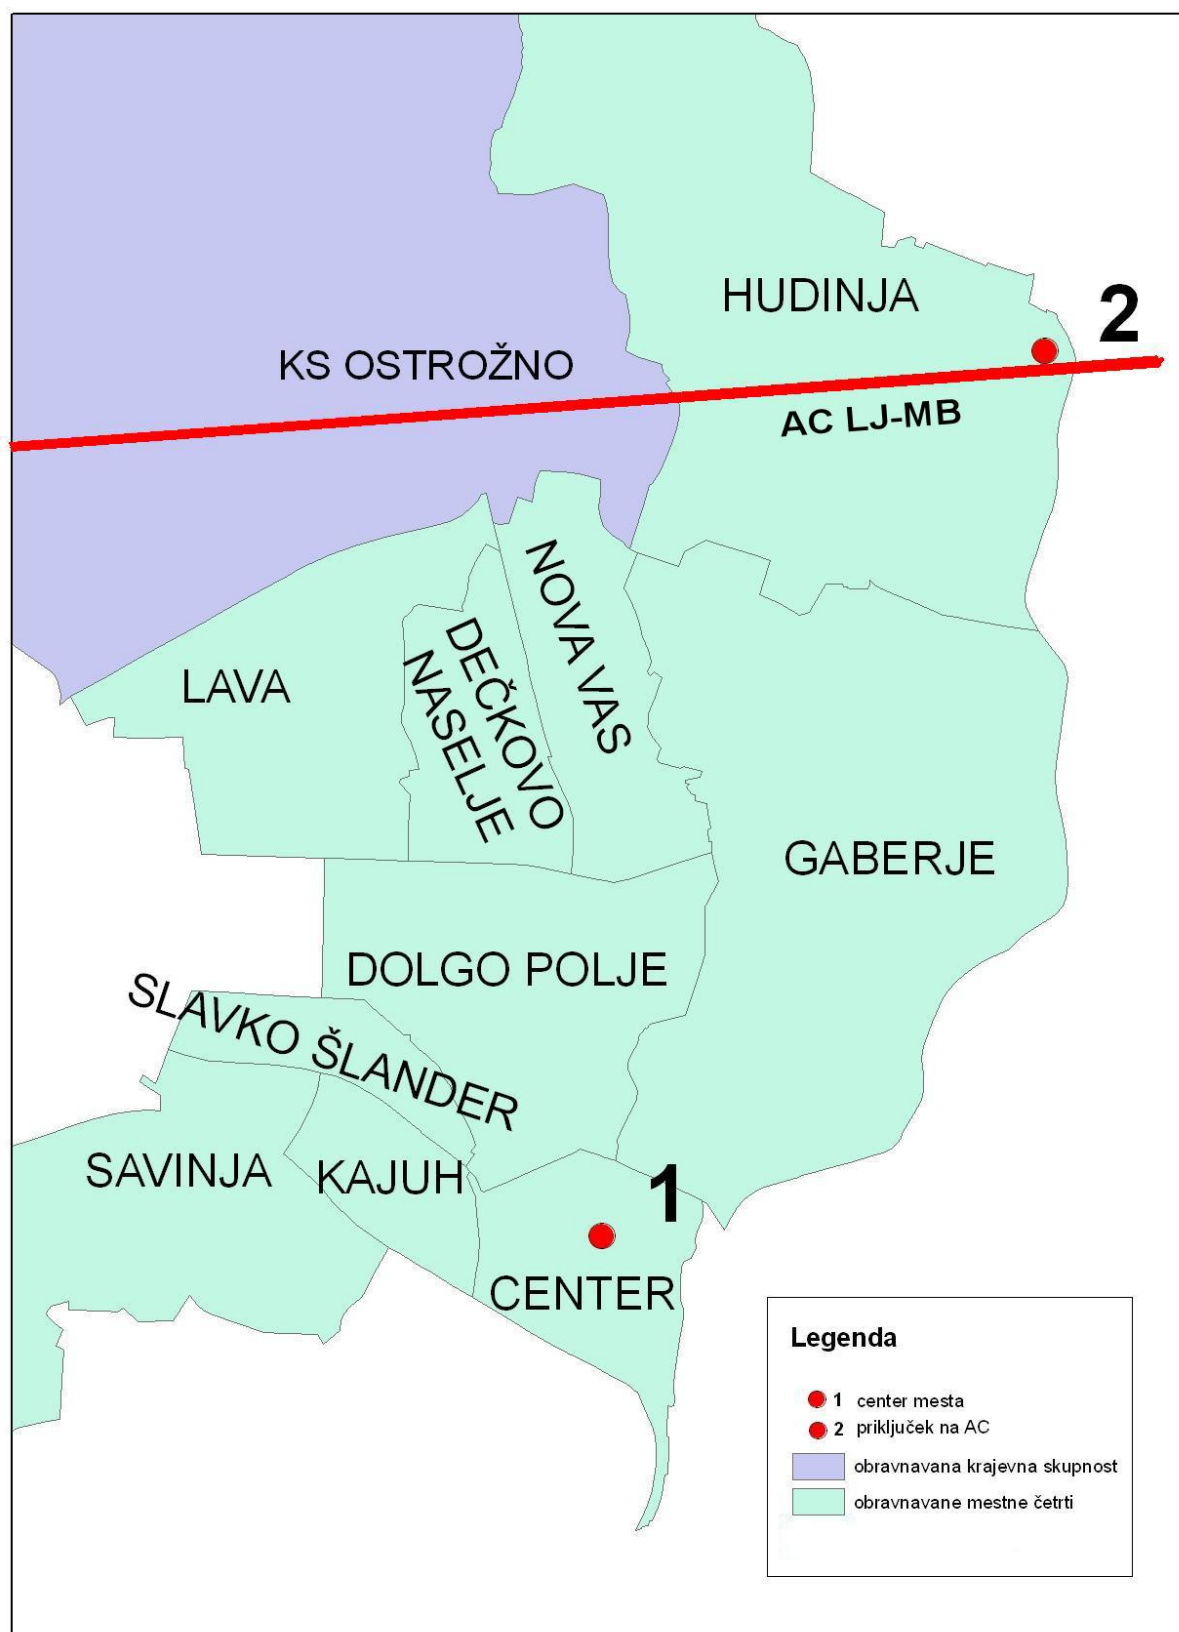 HUDINJA
2
KS OSTROŽNO
AC LJ-MB
NOVA VAS
DEČKOVO
NASELJE
LAVA
GABERJE
DOLGO POLJE
SLAVKO ŠLANDER
SAVINJA
KAJUH
1
CENTER
Legenda
1 center mesta
2 priključek na AC
obravnavana krajevna skupnost
obravnavane mestne četrti